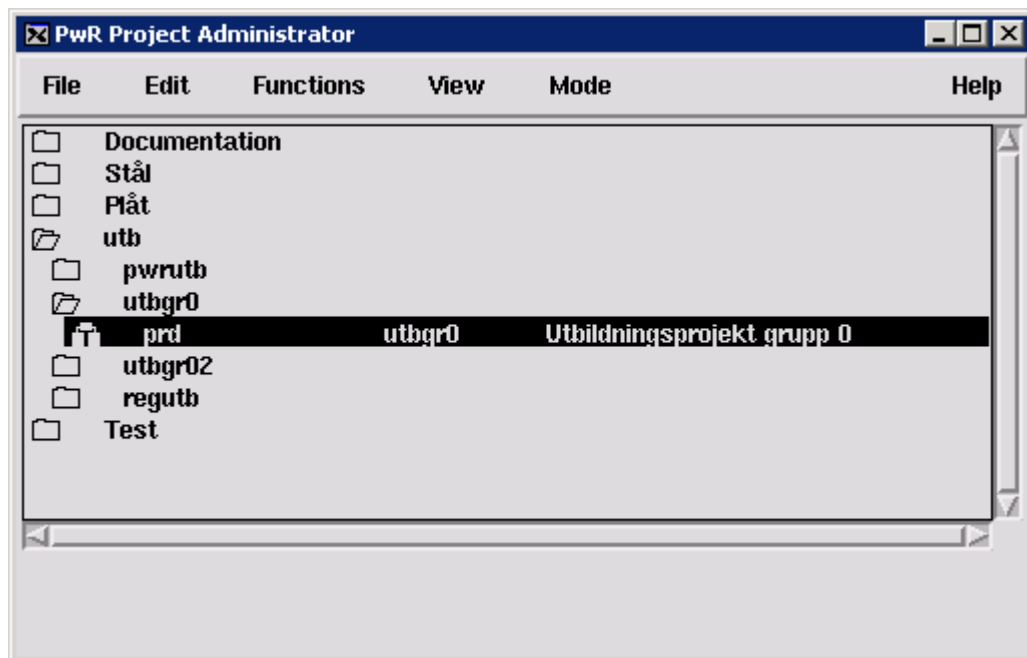 PwR Project Administrator
File Edit Functions View Mode Help
Documentation
Stål
Plåt
utb
pwrutb
utbgr0
prd utbgr0 Utbildningsprojekt grupp 0
utbgr02
regutb
Test